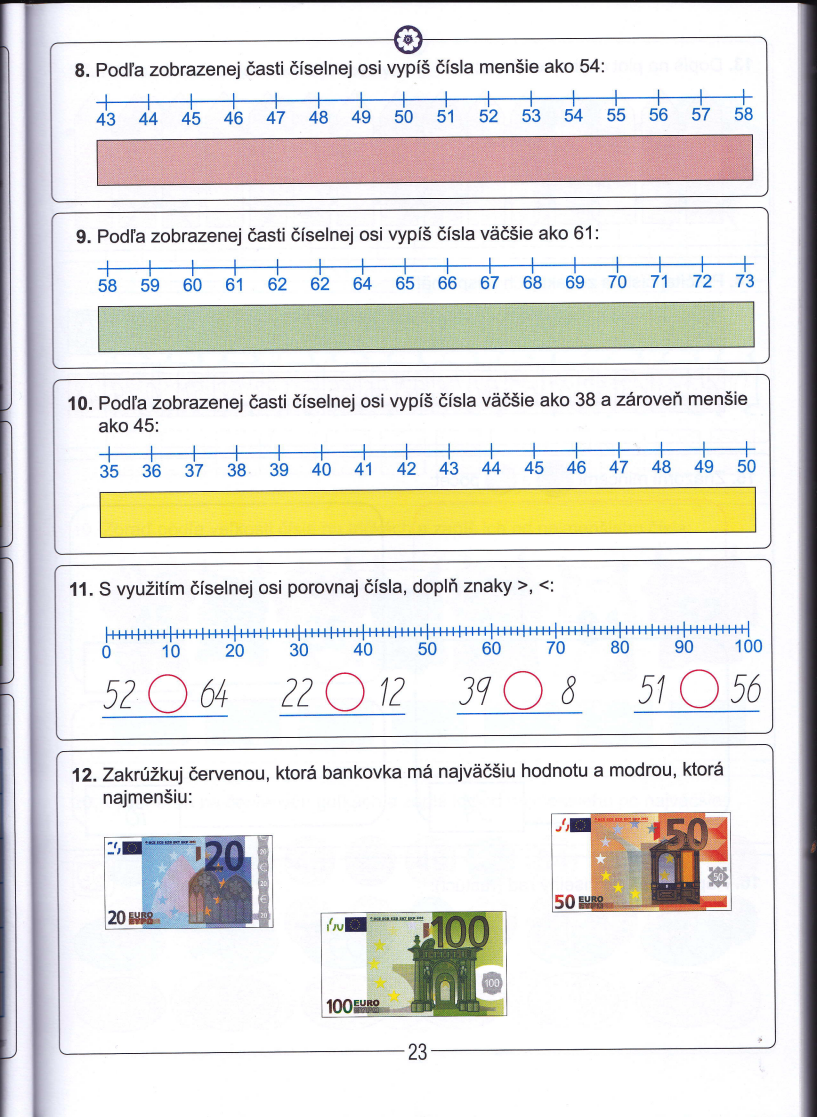 8. Podľa zobrazenej časti číselnej osi vypíš čísla menšie ako 54:
43 44 45 46 47 48 49 50 51 52 53 54 55 56 57 58
9. Podľa zobrazenej časti číselnej osi vypíš čísla väčšie ako 61:
58 59 60 61 62 62 64 65 66 67 68 69 70 71 72 73
10. Podľa zobrazenej časti číselnej osi vypíš čísla väčšie ako 38 a zároveň menšie
ako 45:
35 36 37 38 39 40 41 42 43 44 45 46 47 48 49 50
11. S využitím číselnej osi porovnaj čísla, doplň znaky >, <:
0 10 20 30 40 50 60 70 80 90 100
52 64 22 12 39 8 51 56
12. Zakrúžkuj červenou, ktorá bankovka má najväčšiu hodnotu a modrou, ktorá
najmenšiu:
20
20 EURO
ΕΥΡΩ
50
50
50 EURO
ΕΥΡΩ
100
100
100 EURO
ΕΥΡΩ
23